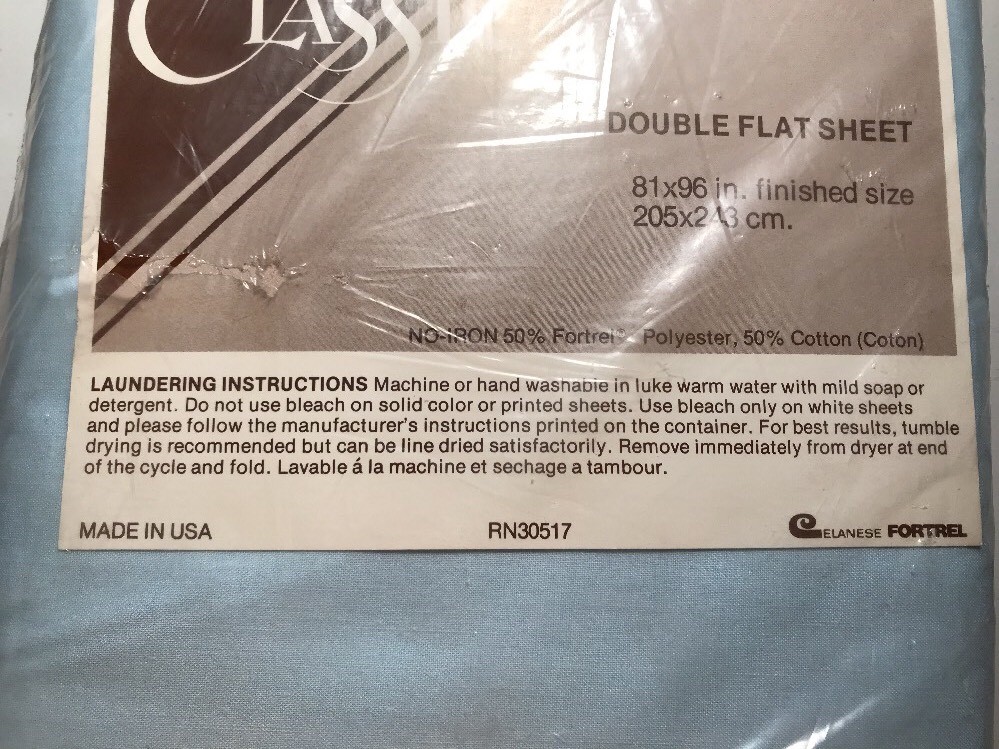 DOUBLE FLAT SHEET
81x96 in. finished size
205x243 cm.
NO-IRON 50% Fortrel® Polyester, 50% Cotton (Coton)
LAUNDERING INSTRUCTIONS Machine or hand washable in luke warm water with mild soap or
detergent. Do not use bleach on solid color or printed sheets. Use bleach only on white sheets
and please follow the manufacturer's instructions printed on the container. For best results, tumble
drying is recommended but can be line dried satisfactorily. Remove immediately from dryer at end
of the cycle and fold. Lavable á la machine et sechage a tambour.
MADE IN USA RN30517 CELANESE FORTREL